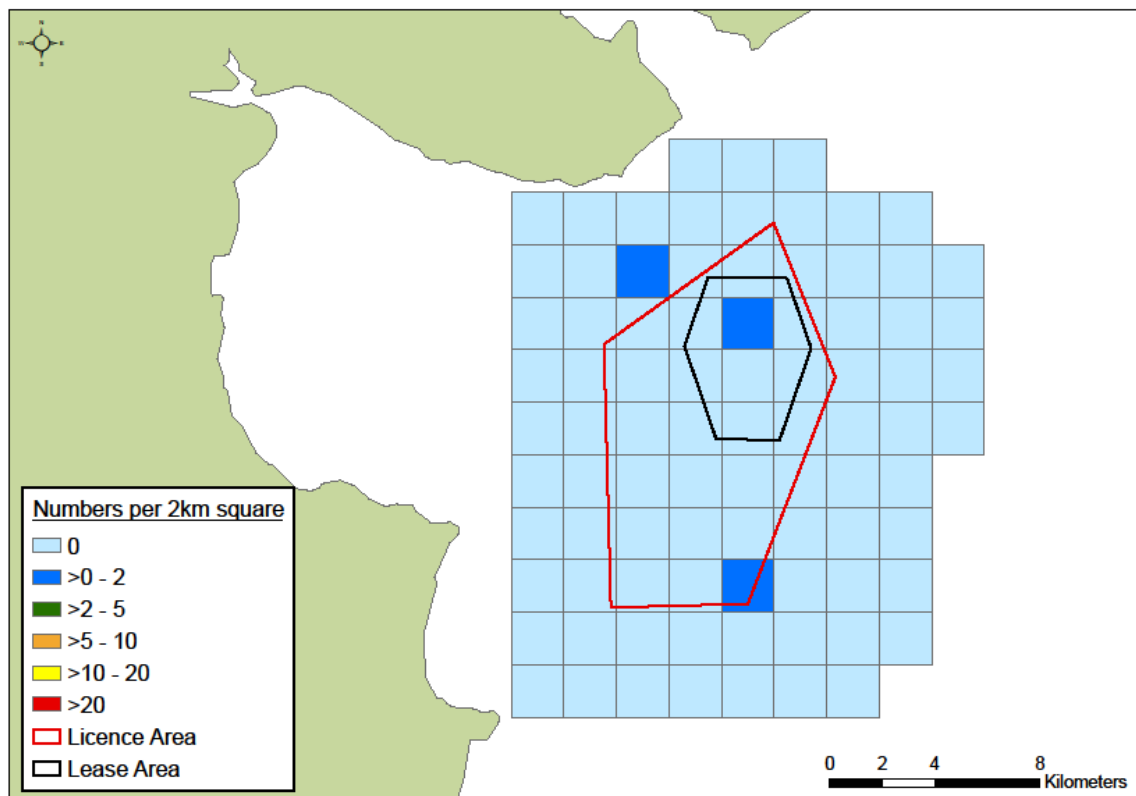 N
E
S
Numbers per 2km square
0
>0 - 2
>2 - 5
>5 - 10
>10 - 20
>20
Licence Area
Lease Area
0 2 4 8
Kilometers